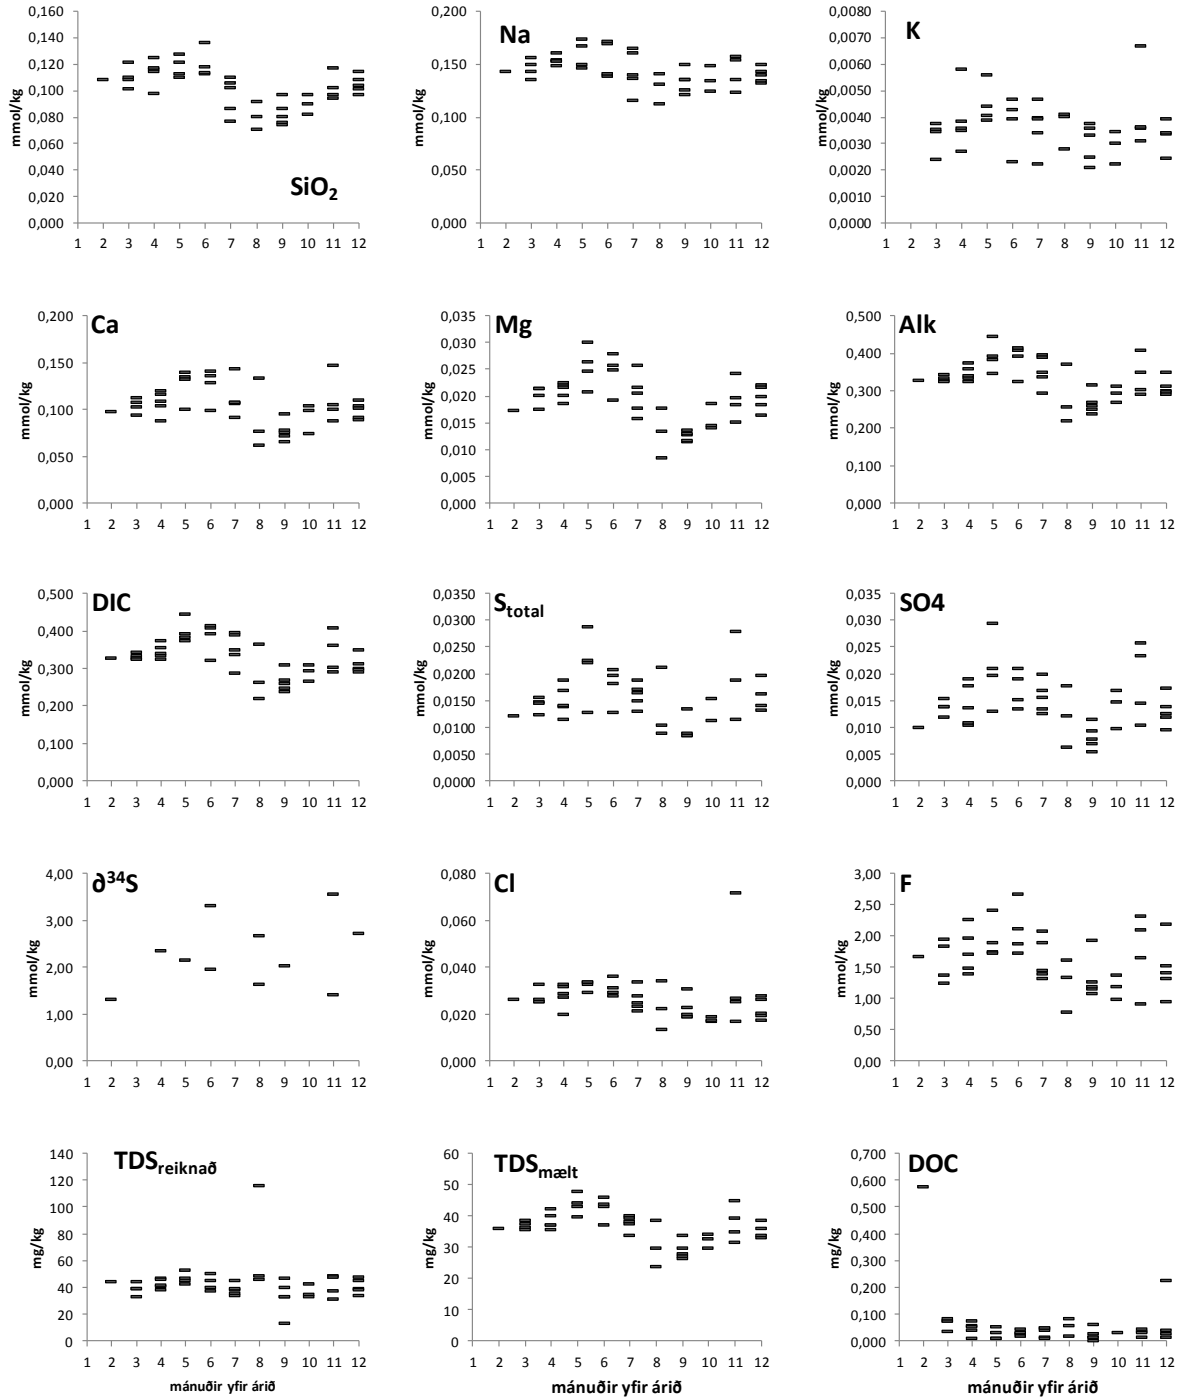 0,160
0,140
0,120
0,100
0,080
0,060
0,040
0,020
0,000
mmol/kg
SiO2
1 2 3 4 5 6 7 8 9 10 11 12
0,200
0,150
0,100
0,050
0,000
mmol/kg
Na
1 2 3 4 5 6 7 8 9 10 11 12
0,0080
0,0070
0,0060
0,0050
0,0040
0,0030
0,0020
0,0010
0,0000
mmol/kg
K
1 2 3 4 5 6 7 8 9 10 11 12
0,200
0,150
0,100
0,050
0,000
mmol/kg
Ca
1 2 3 4 5 6 7 8 9 10 11 12
0,035
0,030
0,025
0,020
0,015
0,010
0,005
0,000
mmol/kg
Mg
1 2 3 4 5 6 7 8 9 10 11 12
0,500
0,400
0,300
0,200
0,100
0,000
mmol/kg
Alk
1 2 3 4 5 6 7 8 9 10 11 12
0,500
0,400
0,300
0,200
0,100
0,000
mmol/kg
DIC
1 2 3 4 5 6 7 8 9 10 11 12
0,0350
0,0300
0,0250
0,0200
0,0150
0,0100
0,0050
0,0000
mmol/kg
Stotal
1 2 3 4 5 6 7 8 9 10 11 12
0,035
0,030
0,025
0,020
0,015
0,010
0,005
0,000
mmol/kg
SO4
1 2 3 4 5 6 7 8 9 10 11 12
4,00
3,00
2,00
1,00
0,00
mmol/kg
∂34S
1 2 3 4 5 6 7 8 9 10 11 12
0,080
0,060
0,040
0,020
0,000
mmol/kg
Cl
1 2 3 4 5 6 7 8 9 10 11 12
3,00
2,50
2,00
1,50
1,00
0,50
0,00
mmol/kg
F
1 2 3 4 5 6 7 8 9 10 11 12
140
120
100
80
60
40
20
0
mg/kg
TDSreiknað
1 2 3 4 5 6 7 8 9 10 11 12
mánuðir yfir árið
60
50
40
30
20
10
0
mg/kg
TDSmælt
1 2 3 4 5 6 7 8 9 10 11 12
mánuðir yfir árið
0,700
0,600
0,500
0,400
0,300
0,200
0,100
0,000
mmol/kg
DOC
1 2 3 4 5 6 7 8 9 10 11 12
mánuðir yfir árið